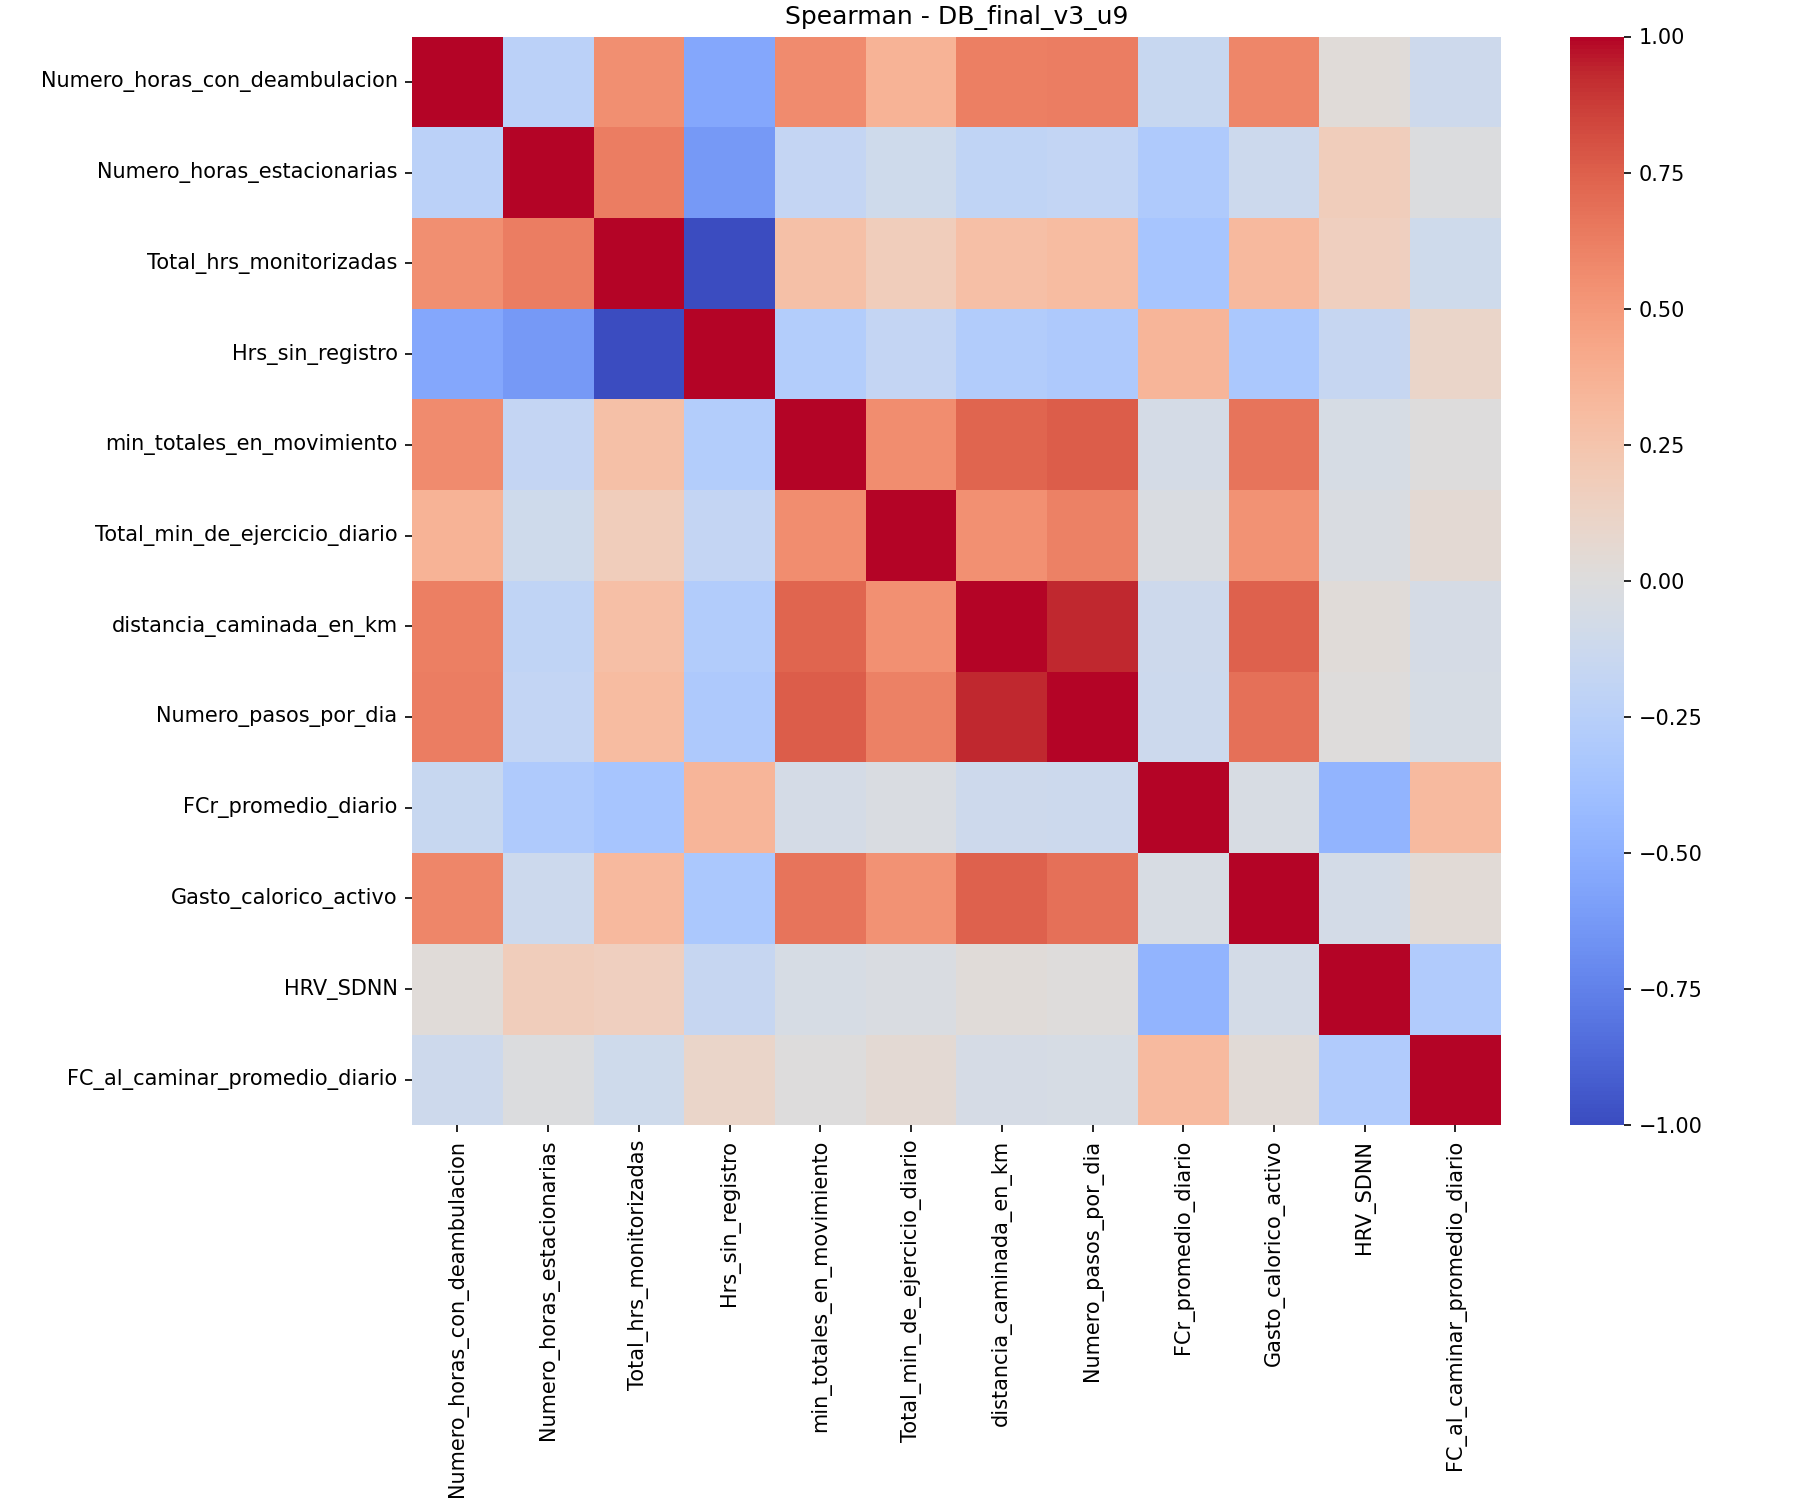 Spearman - DB_final_v3_u9
Numero_horas_con_deambulacion
Numero_horas_estacionarias
Total_hrs_monitorizadas
Hrs_sin_registro
min_totales_en_movimiento
Total_min_de_ejercicio_diario
distancia_caminada_en_km
Numero_pasos_por_dia
FCr_promedio_diario
Gasto_calorico_activo
HRV_SDNN
FC_al_caminar_promedio_diario
Numero_horas_con_deambulacion
Numero_horas_estacionarias
Total_hrs_monitorizadas
Hrs_sin_registro
min_totales_en_movimiento
Total_min_de_ejercicio_diario
distancia_caminada_en_km
Numero_pasos_por_dia
FCr_promedio_diario
Gasto_calorico_activo
HRV_SDNN
FC_al_caminar_promedio_diario
1.00
0.75
0.50
0.25
0.00
−0.25
−0.50
−0.75
−1.00